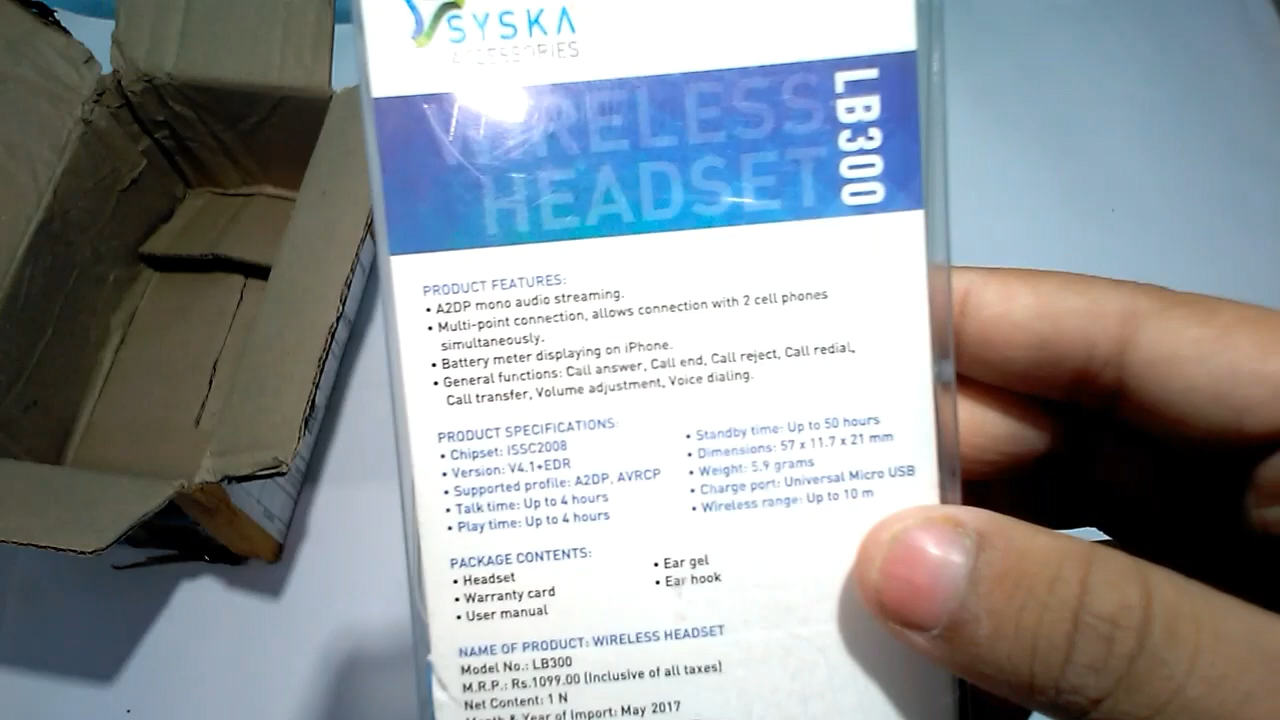 SYSKA
ACCESSORIES
WIRELESS
HEADSET
LB300
PRODUCT FEATURES:
• A2DP mono audio streaming.
• Multi-point connection, allows connection with 2 cell phones
simultaneously.
• Battery meter displaying on iPhone.
• General functions: Call answer, Call end, Call reject, Call redial,
Call transfer, Volume adjustment, Voice dialing.
PRODUCT SPECIFICATIONS:
• Chipset: ISSC2008
• Version: V4.1+EDR
• Supported profile: A2DP, AVRCP
• Talk time: Up to 4 hours
• Play time: Up to 4 hours
• Standby time: Up to 50 hours
• Dimensions: 57 x 11.7 x 21 mm
• Weight: 5.9 grams
• Charge port: Universal Micro USB
• Wireless range: Up to 10 m
PACKAGE CONTENTS:
• Headset
• Warranty card
• User manual
• Ear gel
• Ear hook
NAME OF PRODUCT: WIRELESS HEADSET
Model No.: LB300
M.R.P.: Rs.1099.00 (Inclusive of all taxes)
Net Content: 1 N
Month & Year of Import: May 2017